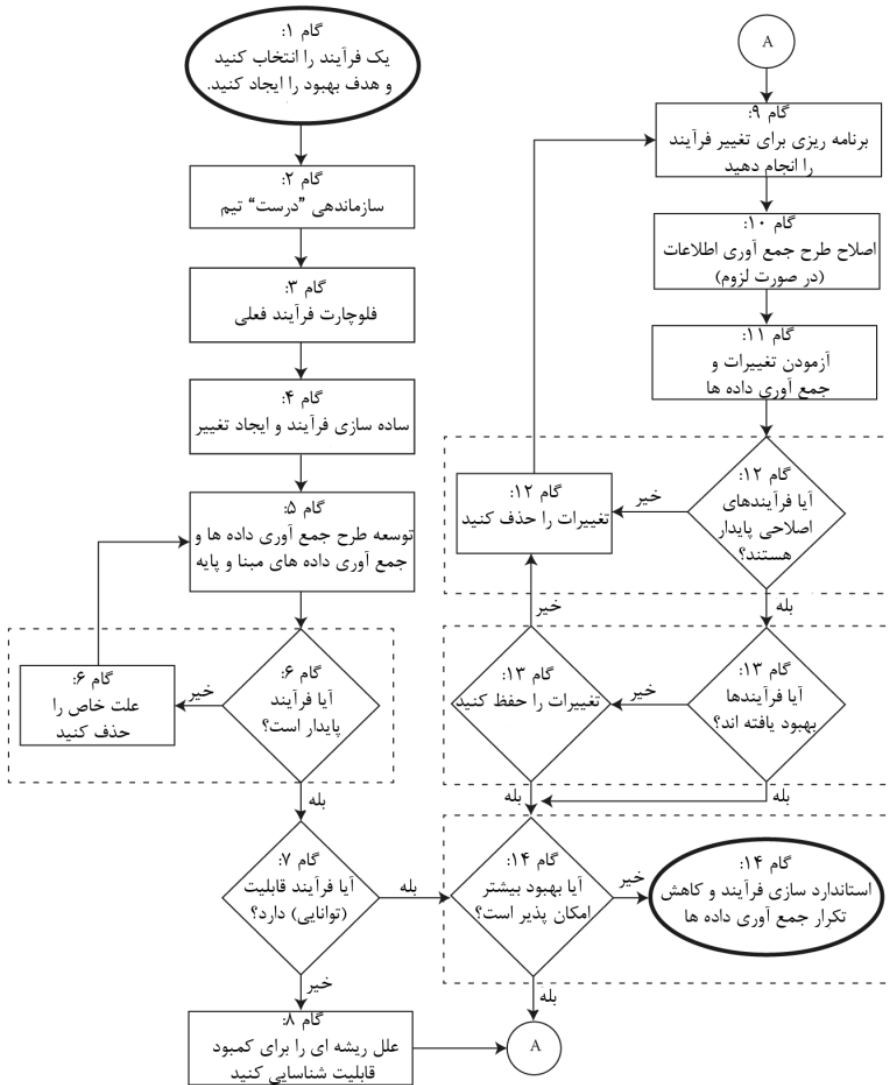 گام ۱:
یک فرآیند را انتخاب کنید
و هدف بهبود را ایجاد کنید.
گام ۲:
سازماندهی "درست" تیم
گام ۳:
فلوچارت فرآیند فعلی
گام ۴:
ساده سازی فرآیند و ایجاد تغییر
گام ۵:
توسعه طرح جمع آوری داده ها و
جمع آوری داده های مبنا و پایه
گام ۶:
آیا فرآیند
پایدار است؟
خیر
گام ۶:
علت خاص را
حذف کنید
بله
گام ۷:
آیا فرآیند قابلیت
(توانایی) دارد؟
بله
خیر
گام ۸:
علل ریشه ای را برای کمبود
قابلیت شناسایی کنید
A
گام ۹:
برنامه ریزی برای تغییر فرآیند
را انجام دهید
گام ۱۰:
اصلاح طرح جمع آوری اطلاعات
(در صورت لزوم)
گام ۱۱:
آزمودن تغییرات و
جمع آوری داده ها
گام ۱۲:
آیا فرآیندهای
اصلاحی پایدار
هستند؟
خیر
گام ۱۲:
تغییرات را حذف کنید
بله
خیر
گام ۱۳:
آیا فرآیندها
بهبود یافته اند؟
خیر
گام ۱۳:
تغییرات را حفظ کنید
بله
بله
گام ۱۴:
آیا بهبود بیشتر
امکان پذیر است؟
خیر
گام ۱۴:
استاندارد سازی فرآیند و کاهش
تکرار جمع آوری داده ها
بله
A